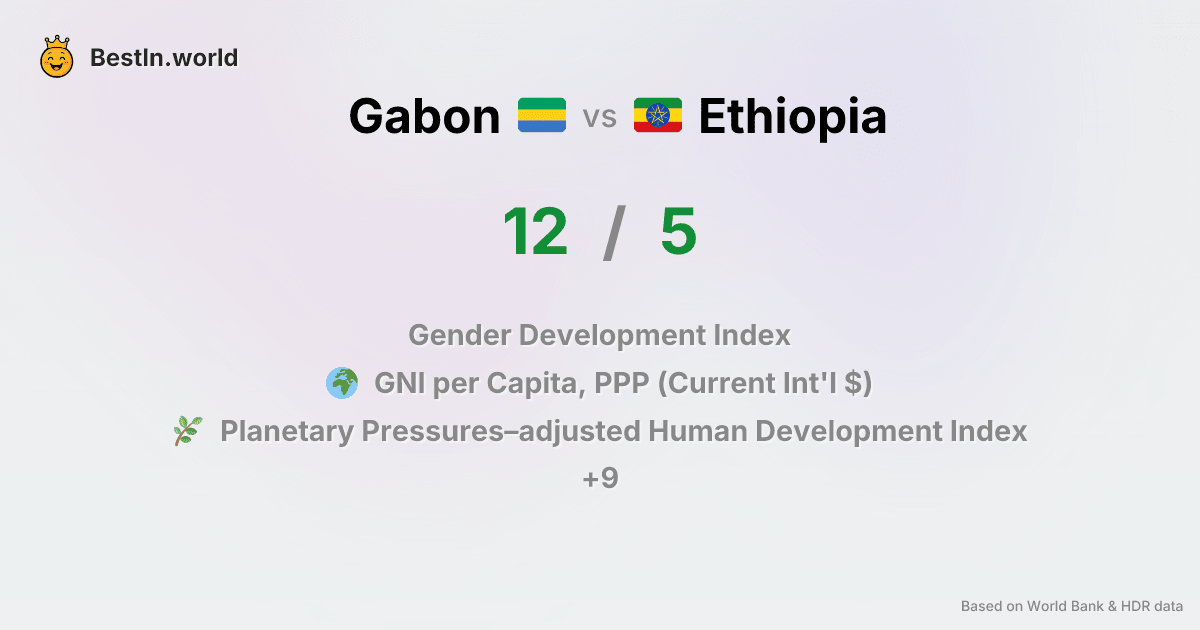 BestIn.world
Gabon vs Ethiopia
12 / 5
Gender Development Index
GNI per Capita, PPP (Current Int'l $)
Planetary Pressures–adjusted Human Development Index
+9
Based on World Bank & HDR data